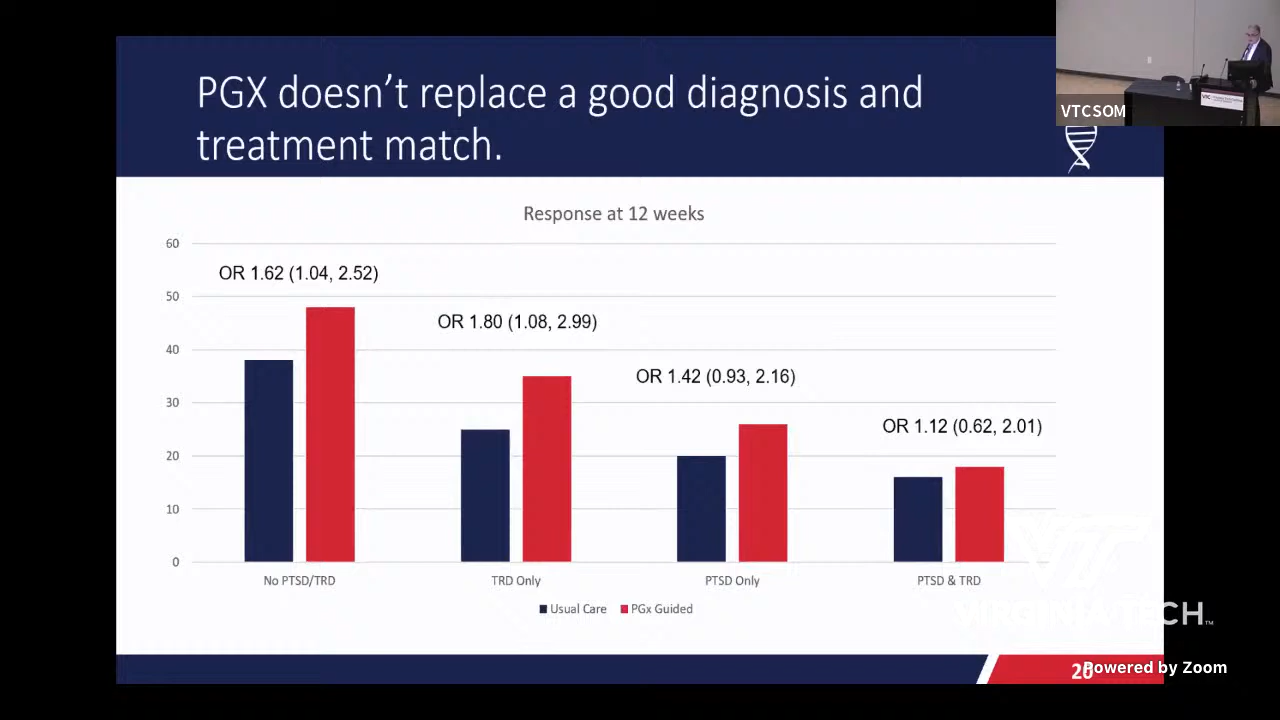 PGX doesn't replace a good diagnosis and
treatment match.
VTCSOM
Response at 12 weeks
60
50
40
30
20
10
0
OR 1.62 (1.04, 2.52)
OR 1.80 (1.08, 2.99)
OR 1.42 (0.93, 2.16)
OR 1.12 (0.62, 2.01)
No PTSD/TRD
TRD Only
PTSD Only
PTSD & TRD
Usual Care
PGx Guided
VIRGINIA TECH™
20
Powered by Zoom